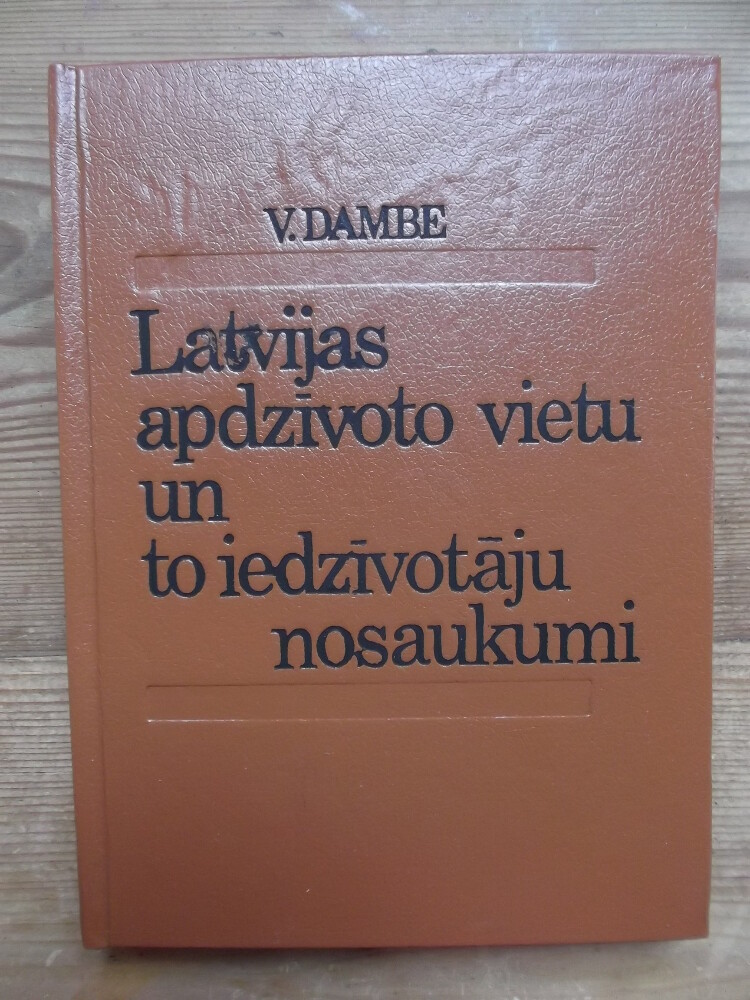 V. DAMBE
Latvijas
apdzīvoto vietu
un
to iedzīvotāju
nosaukumi